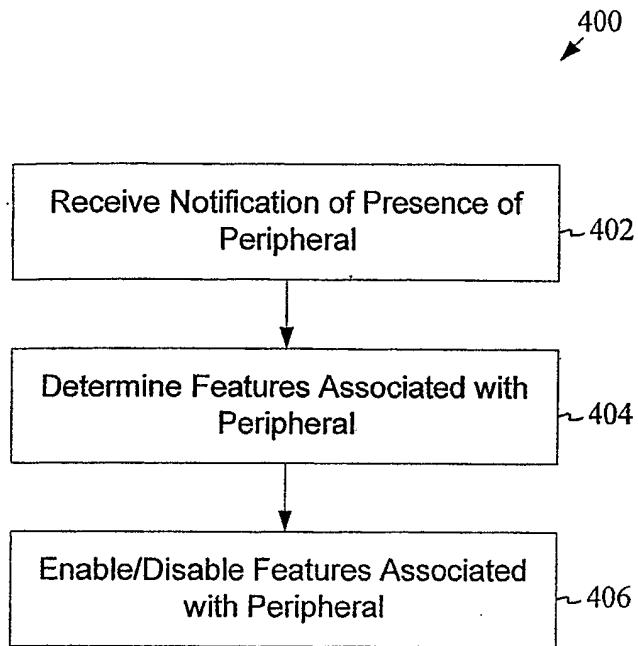 400
Receive Notification of Presence of
Peripheral
402
Determine Features Associated with
Peripheral
404
Enable/Disable Features Associated
with Peripheral
406